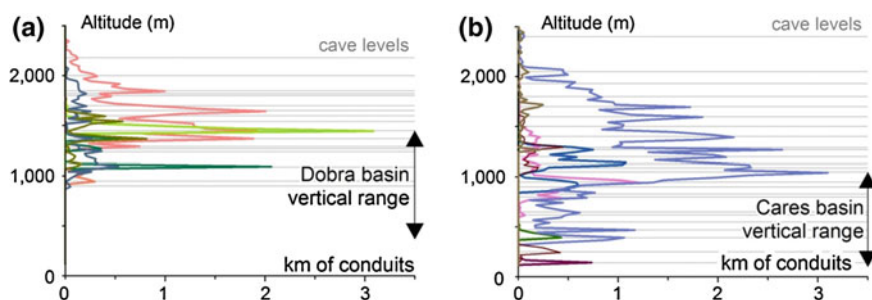 (a)
Altitude (m)
cave levels
2,000
1,000
0
Dobra basin
vertical range
km of conduits
0
1
2
3
(b)
Altitude (m)
cave levels
2,000
1,000
0
Cares basin
vertical range
km of conduits
0
1
2
3